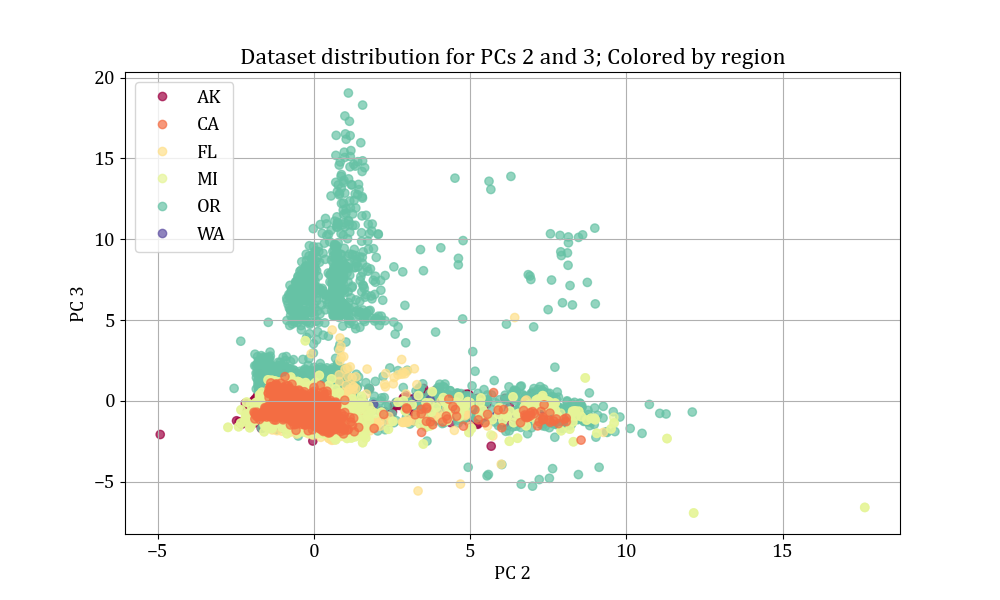 Dataset distribution for PCs 2 and 3; Colored by region
20
15
10
5
0
−5
PC 3
AK
CA
FL
MI
OR
WA
−5
0
5
10
15
PC 2